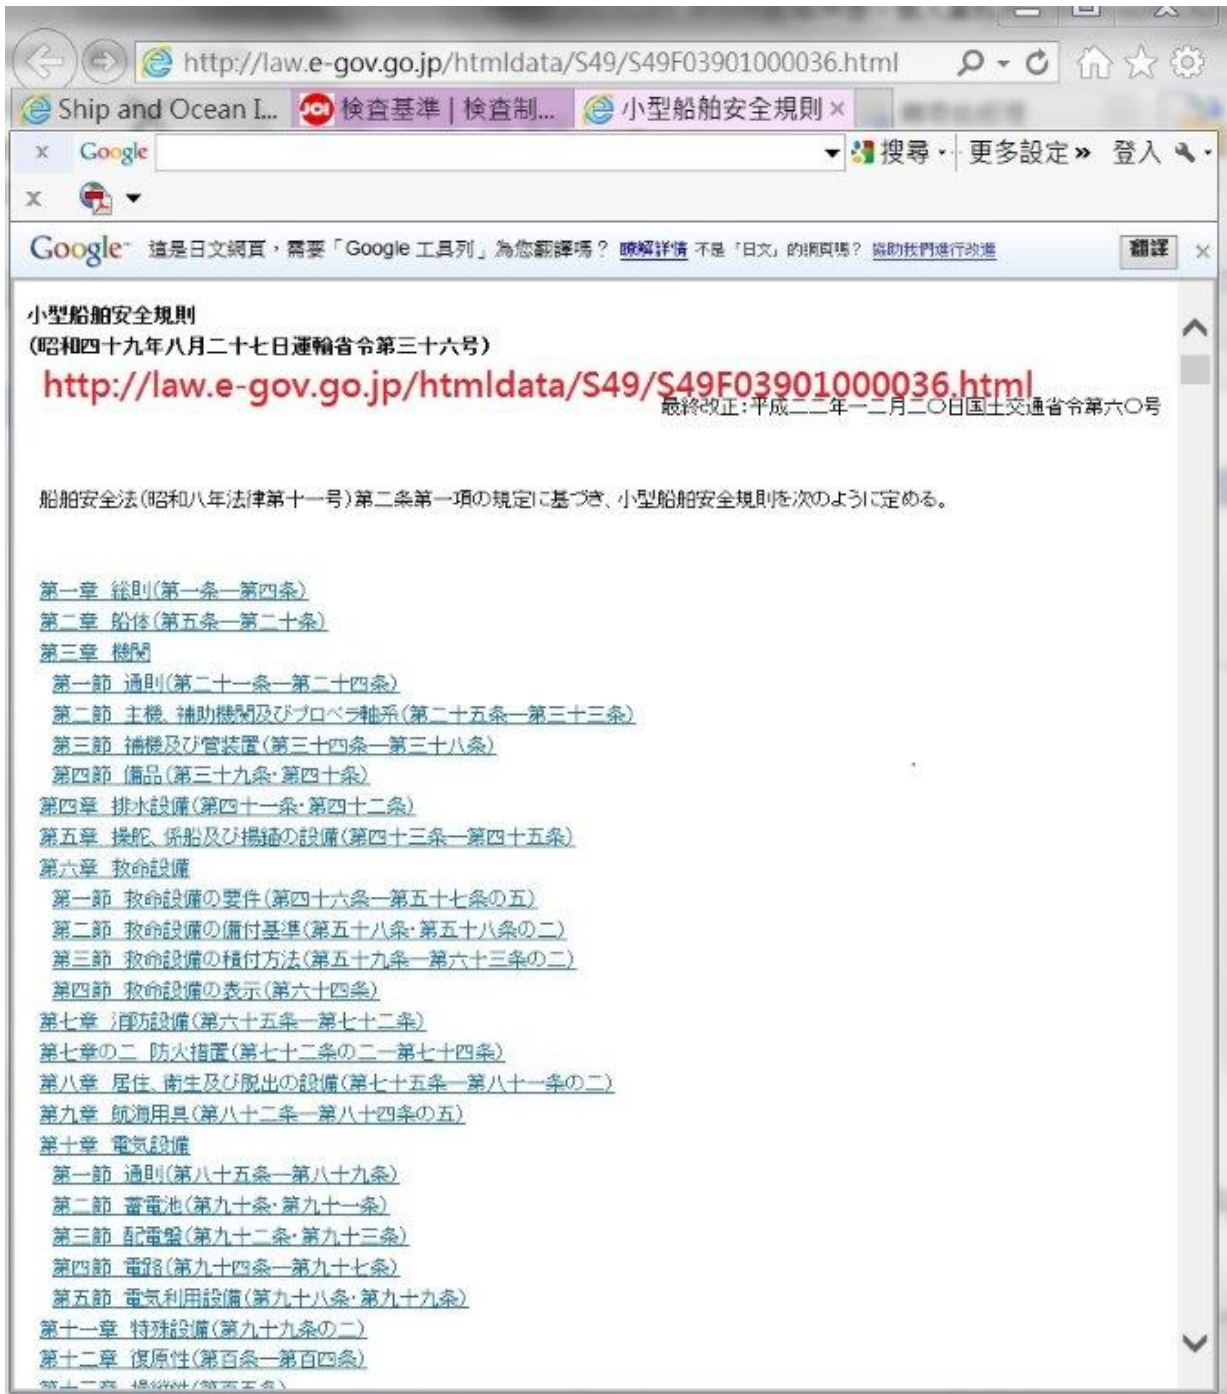 http://law.e-gov.go.jp/htmldata/S49/S49F03901000036.html
Ship and Ocean I... JCI 検査基準 | 検査制... 小型船舶安全規則 ×
x Google 搜尋 更多設定 » 登入
x
Google 這是日文網頁，需要「Google 工具列」為您翻譯嗎？ 瞭解詳情 不是「日文」的網頁嗎？ 協助我們進行改進 翻譯 ×
小型船舶安全規則
（昭和四十九年八月二十七日運輸省令第三十六号）
http://law.e-gov.go.jp/htmldata/S49/S49F03901000036.html
最終改正：平成二二年一二月二〇日国土交通省令第六〇号
船舶安全法（昭和八年法律第十一号）第二条第一項の規定に基づき、小型船舶安全規則を次のように定める。
第一章 総則（第一条―第四条）
第二章 船体（第五条―第二十条）
第三章 機関
第一節 通則（第二十一条―第二十四条）
第二節 主機、補助機関及びプロペラ軸系（第二十五条―第三十三条）
第三節 補機及び管装置（第三十四条―第三十八条）
第四節 備品（第三十九条・第四十条）
第四章 排水設備（第四十一条・第四十二条）
第五章 操舵、係船及び揚錨の設備（第四十三条―第四十五条）
第六章 救命設備
第一節 救命設備の要件（第四十六条―第五十七条の五）
第二節 救命設備の備付基準（第五十八条・第五十八条の二）
第三節 救命設備の積付方法（第五十九条―第六十三条の二）
第四節 救命設備の表示（第六十四条）
第七章 消防設備（第六十五条―第七十二条）
第七章の二 防火措置（第七十二条の二―第七十四条）
第八章 居住、衛生及び脱出の設備（第七十五条―第八十一条の二）
第九章 航海用具（第八十二条―第八十四条の五）
第十章 電気設備
第一節 通則（第八十五条―第八十九条）
第二節 蓄電池（第九十条・第九十一条）
第三節 配電盤（第九十二条・第九十三条）
第四節 電路（第九十四条―第九十七条）
第五節 電気利用設備（第九十八条・第九十九条）
第十一章 特殊設備（第九十九条の二）
第十二章 復原性（第百条―第百四条）
第十三章 操縦性（第百五条）